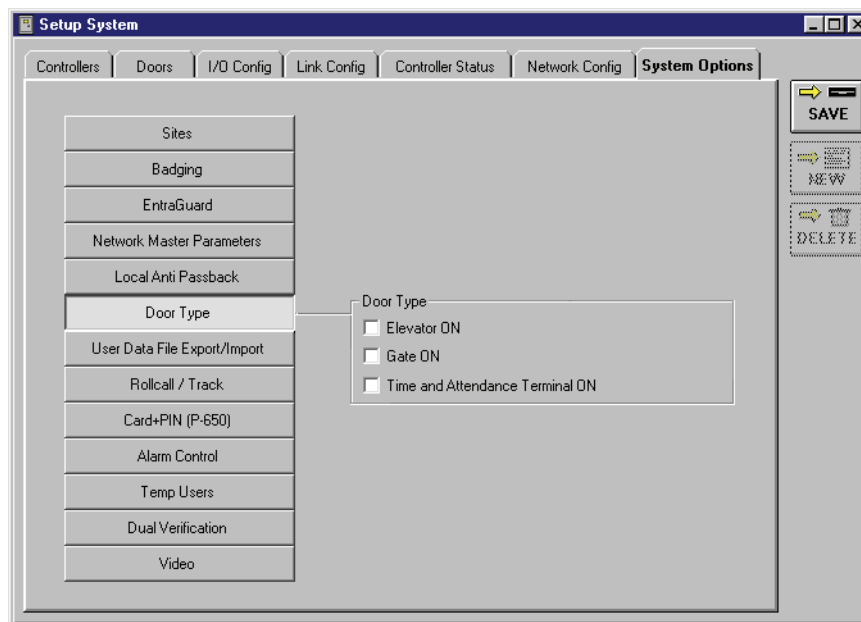 Setup System
Controllers
Doors
I/O Config
Link Config
Controller Status
Network Config
System Options
SAVE
NEW
DELETE
Sites
Badging
EntraGuard
Network Master Parameters
Local Anti Passback
Door Type
User Data File Export/Import
Rollcall / Track
Card+PIN (P-650)
Alarm Control
Temp Users
Dual Verification
Video
Door Type
Elevator ON
Gate ON
Time and Attendance Terminal ON